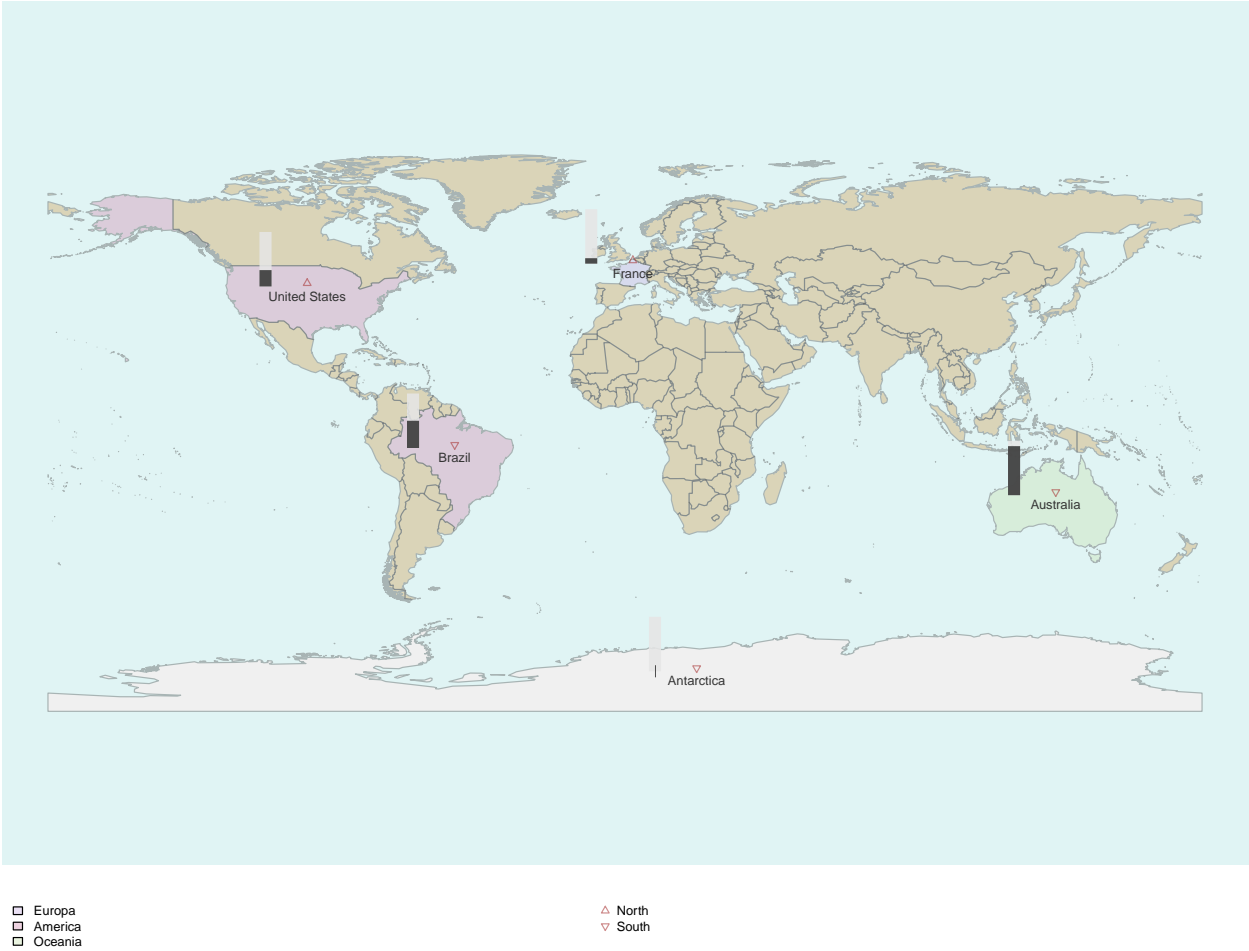 France
United States
Brazil
Australia
Antarctica
Europa
America
Oceania
North
South